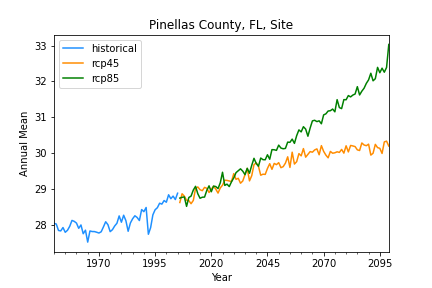 Pinellas County, FL, Site
historical
rcp45
rcp85
Annual Mean
33
32
31
30
29
28
1970 1995 2020 2045 2070 2095
Year